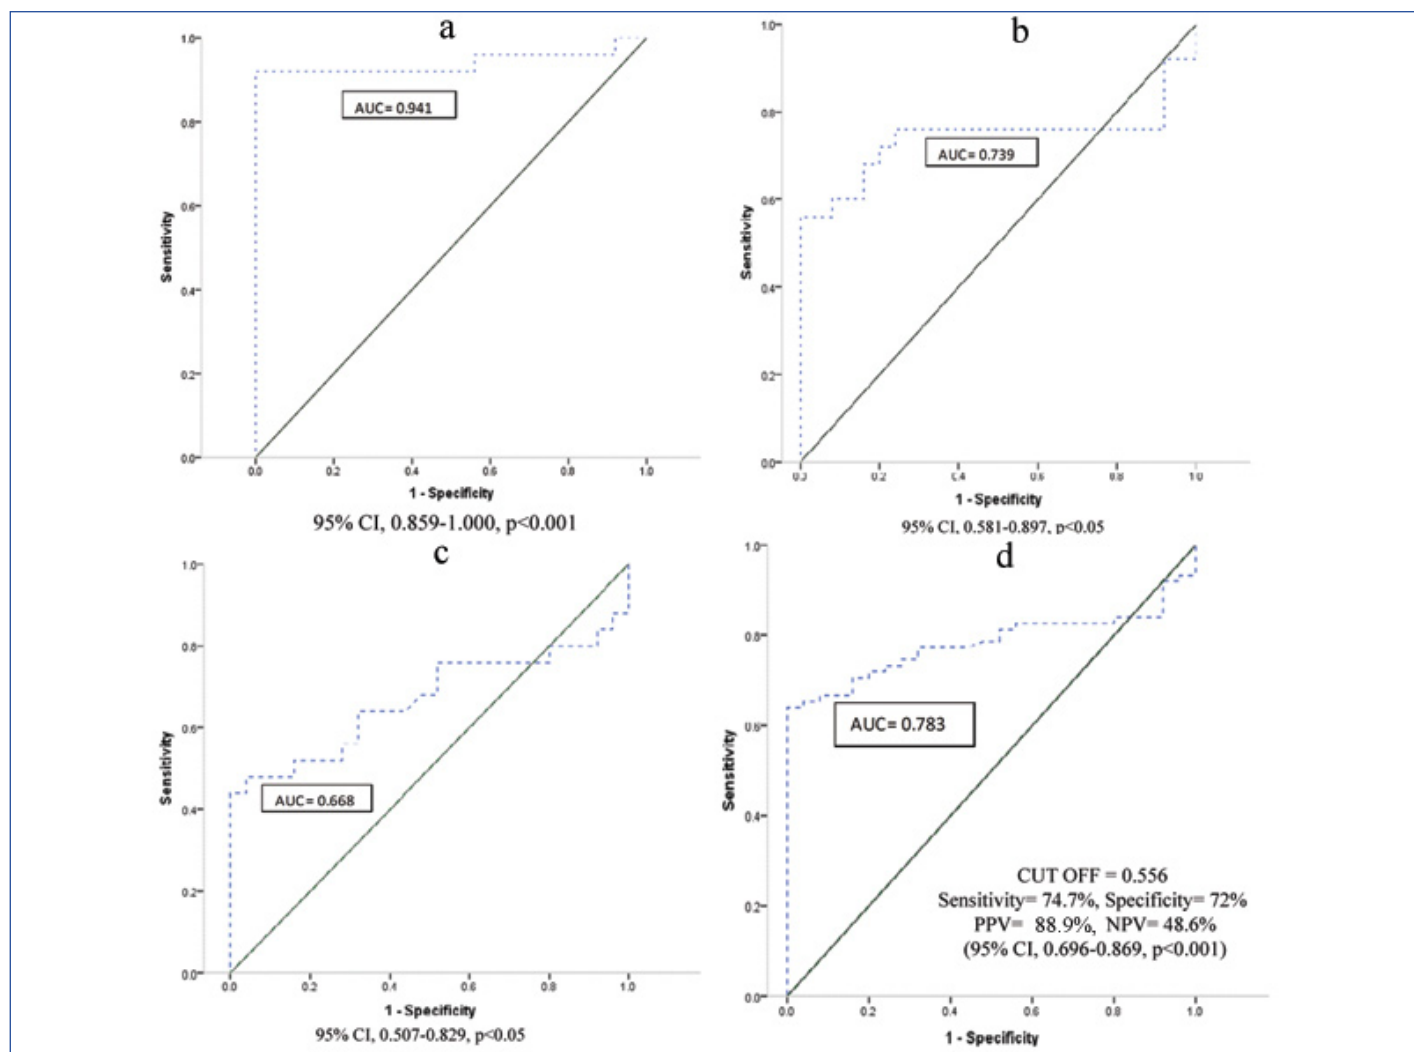 a
1.0
0.8
0.6
0.4
0.2
0.0
Sensitivity
AUC= 0.941
0.0 0.2 0.4 0.6 0.8 1.0
1 - Specificity
95% CI, 0.859-1.000, p<0.001
b
1.0
0.8
0.6
0.4
0.2
0.0
Sensitivity
AUC= 0.739
0.2 0.4 0.6 0.8 1.0
1 - Specificity
95% CI, 0.581-0.897, p<0.05
c
1.0
0.8
0.6
0.4
0.2
0.0
Sensitivity
AUC= 0.668
0.0 0.2 0.4 0.6 0.8 1.0
1 - Specificity
95% CI, 0.507-0.829, p<0.05
d
1.0
0.8
0.6
0.4
0.2
0.0
Sensitivity
AUC= 0.783
CUT OFF = 0.556
Sensitivity= 74.7%, Specificity= 72%
PPV= 88.9%, NPV= 48.6%
(95% CI, 0.696-0.869, p<0.001)
0.0 0.2 0.4 0.6 0.8 1.0
1 - Specificity